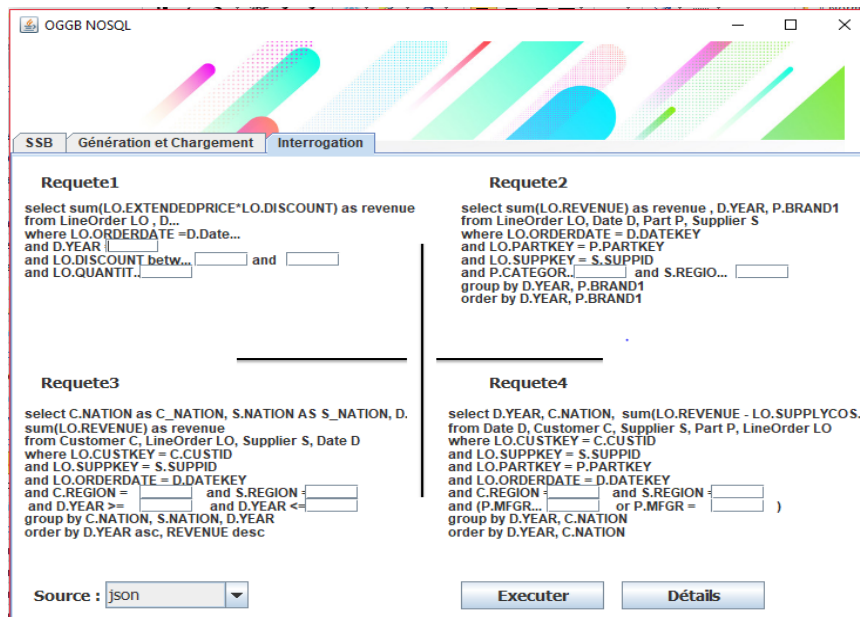 OGGB NOSQL
SSB Génération et Chargement Interrogation
Requete1
select sum(LO.EXTENDEDPRICE*LO.DISCOUNT) as revenue
from LineOrder LO , D...
where LO.ORDERDATE =D.Date...
and D.YEAR
and LO.DISCOUNT betw... and
and LO.QUANTIT...
Requete2
select sum(LO.REVENUE) as revenue , D.YEAR, P.BRAND1
from LineOrder LO, Date D, Part P, Supplier S
where LO.ORDERDATE = D.DATEKEY
and LO.PARTKEY = P.PARTKEY
and LO.SUPPKEY = S.SUPPID
and P.CATEGOR... and S.REGIO...
group by D.YEAR, P.BRAND1
order by D.YEAR, P.BRAND1
Requete3
select C.NATION as C_NATION, S.NATION AS S_NATION, D.
sum(LO.REVENUE) as revenue
from Customer C, LineOrder LO, Supplier S, Date D
where LO.CUSTKEY = C.CUSTID
and LO.SUPPKEY = S.SUPPID
and LO.ORDERDATE = D.DATEKEY
and C.REGION = and S.REGION =
and D.YEAR >= and D.YEAR <=
group by C.NATION, S.NATION, D.YEAR
order by D.YEAR asc, REVENUE desc
Requete4
select D.YEAR, C.NATION, sum(LO.REVENUE - LO.SUPPLYCOS.
from Date D, Customer C, Supplier S, Part P, LineOrder LO
where LO.CUSTKEY = C.CUSTID
and LO.SUPPKEY = S.SUPPID
and LO.PARTKEY = P.PARTKEY
and LO.ORDERDATE = D.DATEKEY
and C.REGION = and S.REGION =
and (P.MFGR... or P.MFGR = )
group by D.YEAR, C.NATION
order by D.YEAR, C.NATION
Source : json Executer Détails